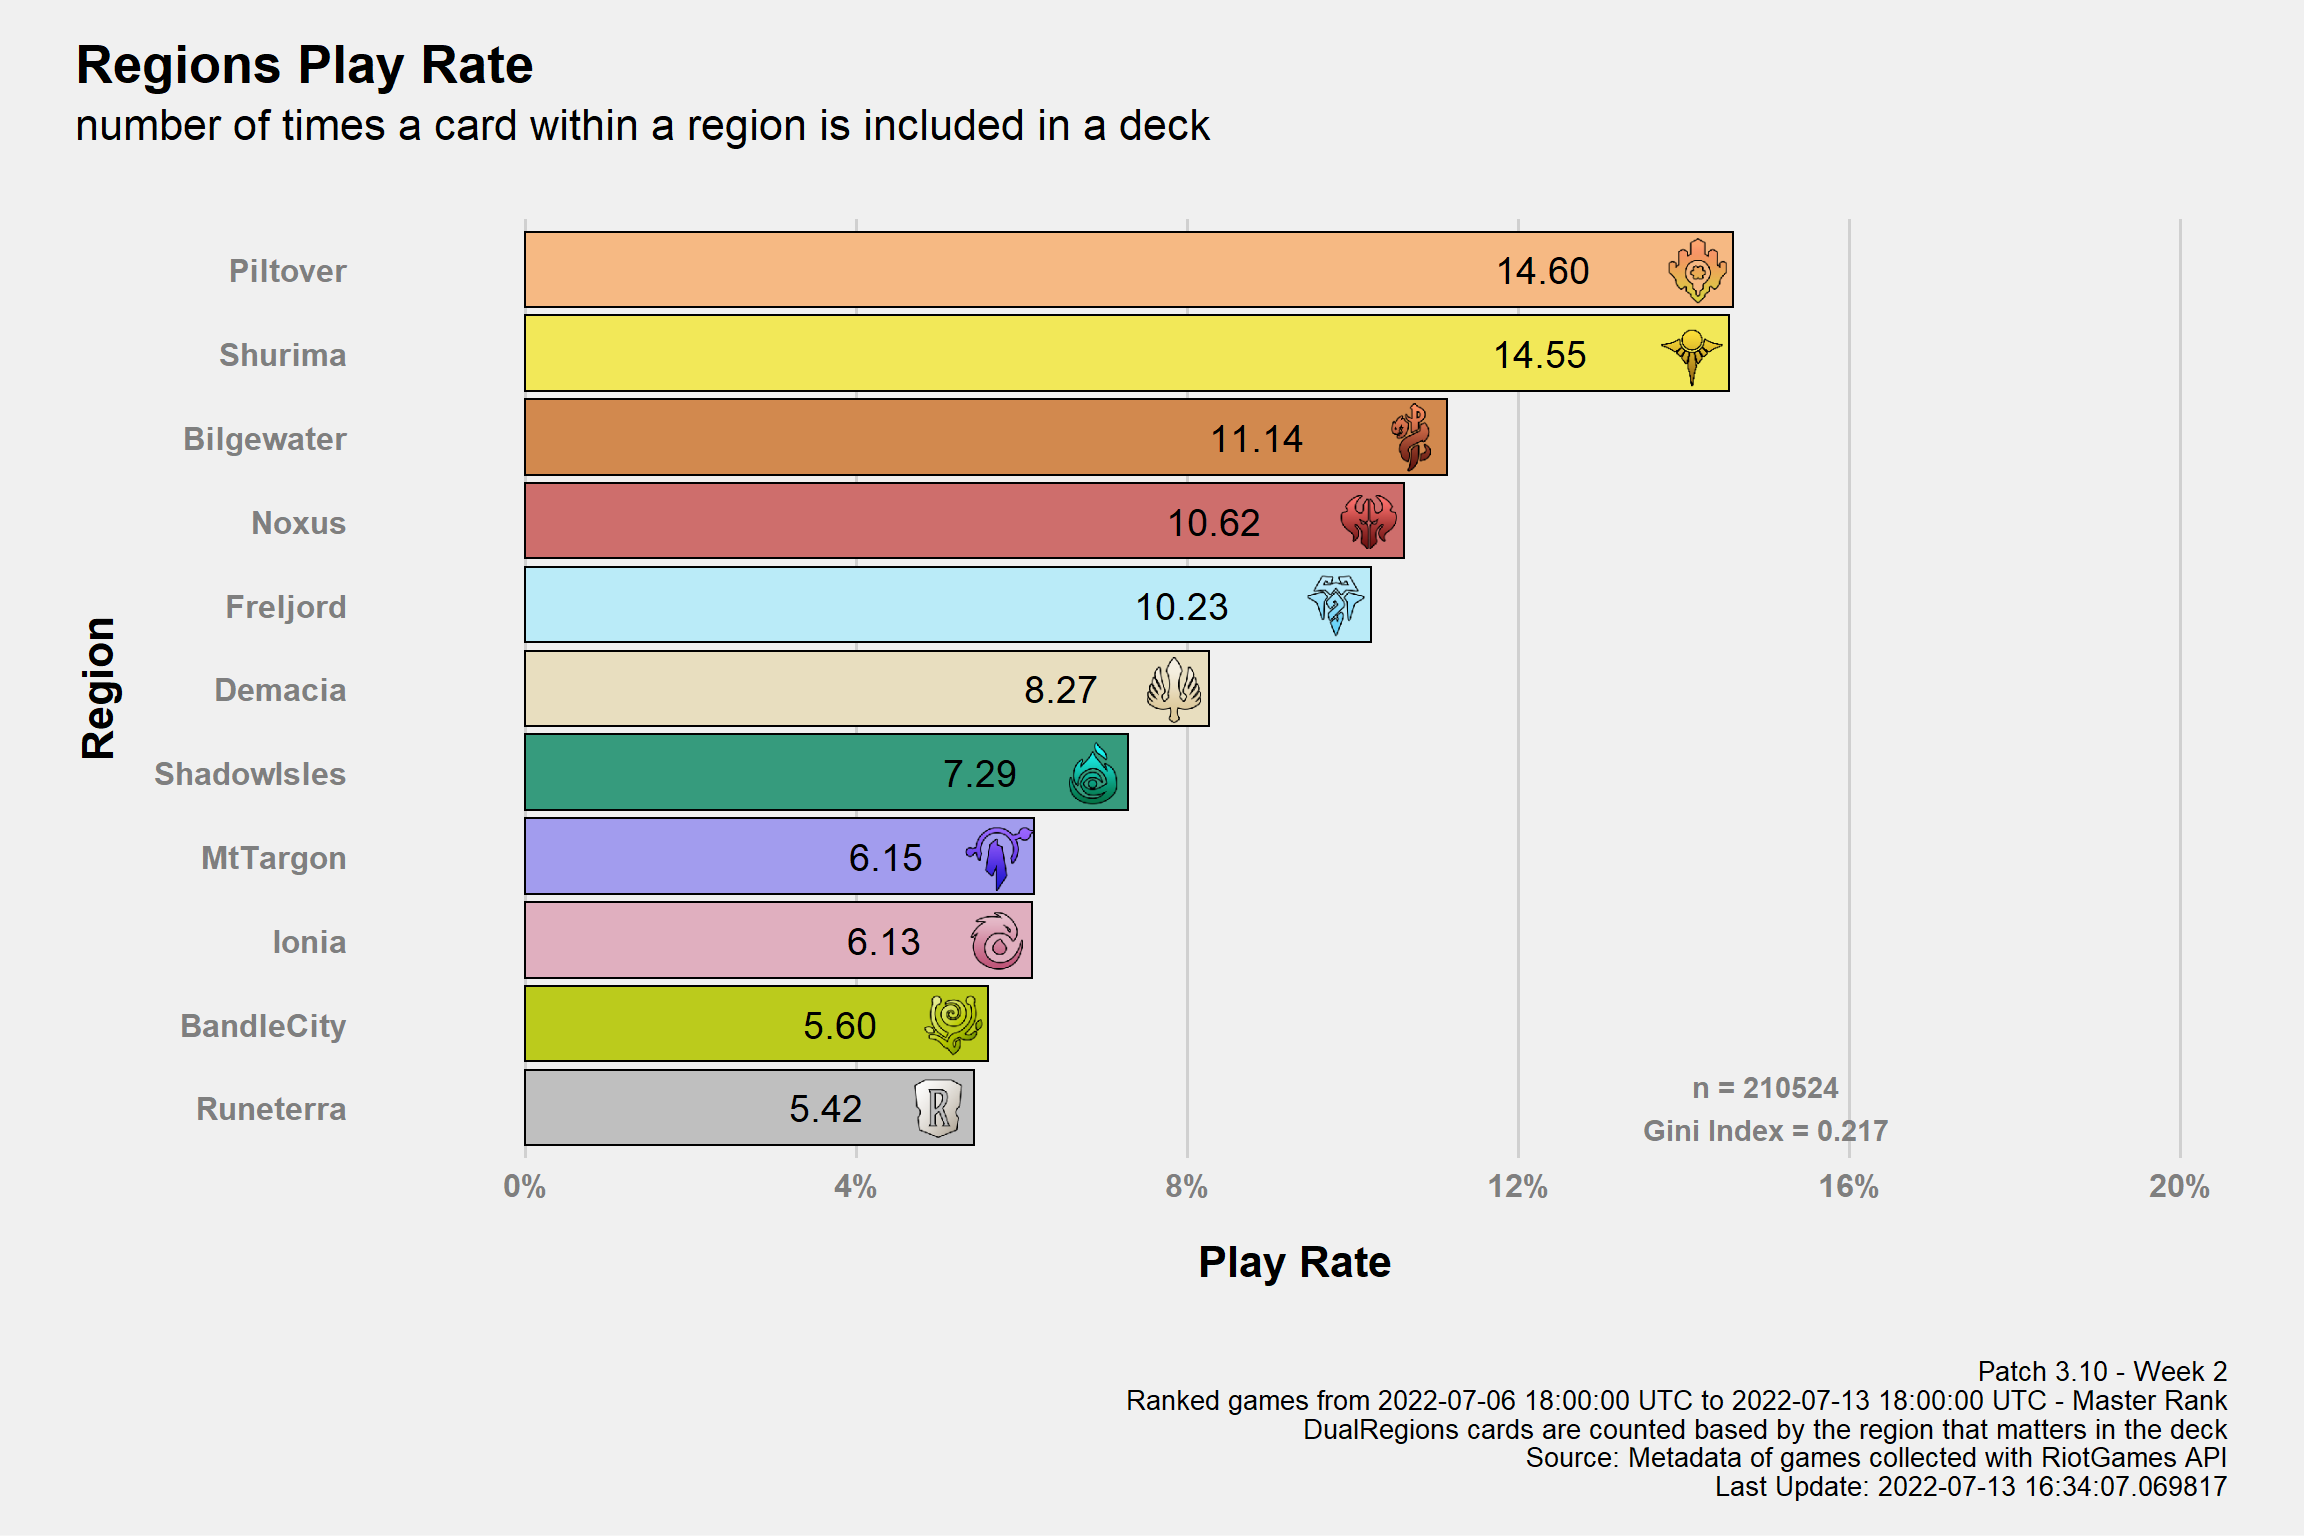 Regions Play Rate
number of times a card within a region is included in a deck
Region
Piltover 14.60
Shurima 14.55
Bilgewater 11.14
Noxus 10.62
Freljord 10.23
Demacia 8.27
ShadowIsles 7.29
MtTargon 6.15
Ionia 6.13
BandleCity 5.60
Runeterra 5.42 R
n = 210524
Gini Index = 0.217
0% 4% 8% 12% 16% 20%
Play Rate
Patch 3.10 - Week 2
Ranked games from 2022-07-06 18:00:00 UTC to 2022-07-13 18:00:00 UTC - Master Rank
DualRegions cards are counted based by the region that matters in the deck
Source: Metadata of games collected with RiotGames API
Last Update: 2022-07-13 16:34:07.069817